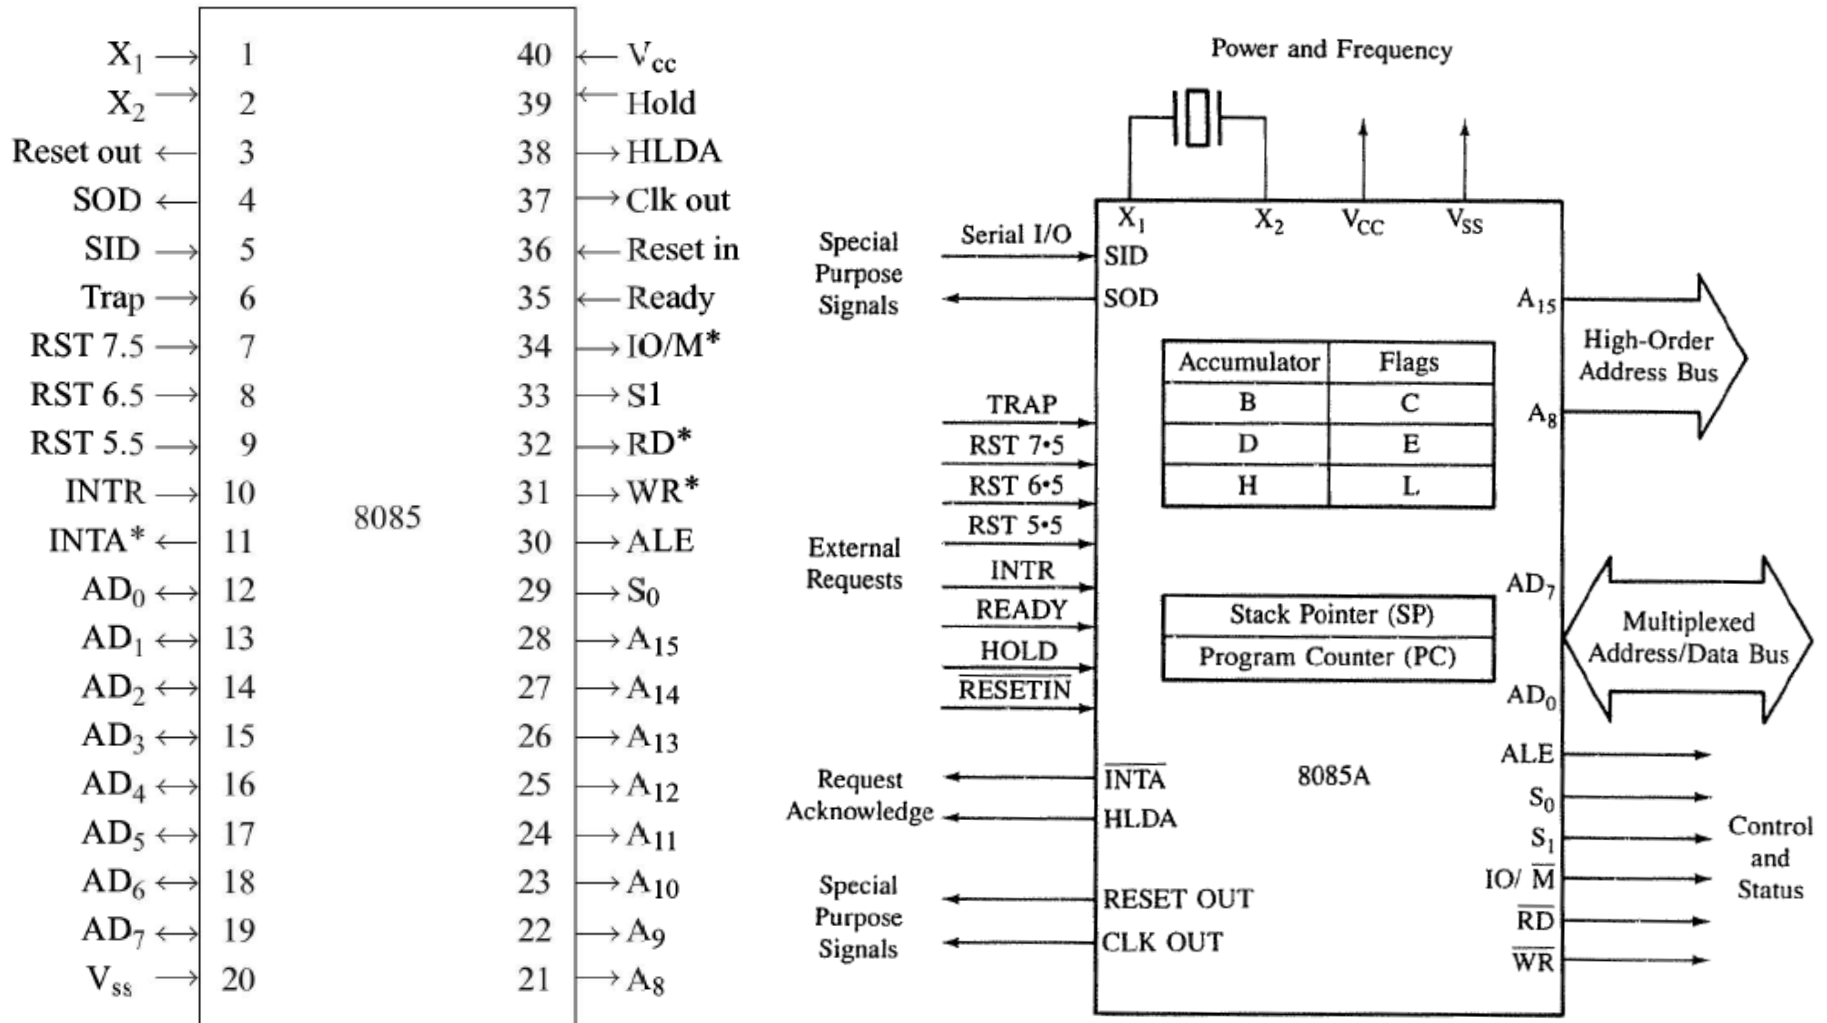 X1 1 40 Vcc
X2 2 39 Hold
Reset out 3 38 HLDA
SOD 4 37 Clk out
SID 5 36 Reset in
Trap 6 35 Ready
RST 7.5 7 34 IO/M*
RST 6.5 8 33 S1
RST 5.5 9 32 RD*
INTR 10 31 WR*
8085
INTA* 11 30 ALE
AD0 12 29 S0
AD1 13 28 A15
AD2 14 27 A14
AD3 15 26 A13
AD4 16 25 A12
AD5 17 24 A11
AD6 18 23 A10
AD7 19 22 A9
Vss 20 21 A8
Power and Frequency
X1 X2 VCC VSS
Special
Purpose
Signals
Serial I/O
SID
SOD
A15
High-Order
Address Bus
A8
Accumulator Flags
B C
D E
H L
TRAP
RST 7•5
RST 6•5
RST 5•5
External
Requests
INTR
READY
HOLD
RESETIN
Stack Pointer (SP)
Program Counter (PC)
AD7
Multiplexed
Address/Data Bus
AD0
Request
Acknowledge
INTA
HLDA
8085A
ALE
S0
S1
IO/ M
RD
WR
Control
and
Status
Special
Purpose
Signals
RESET OUT
CLK OUT